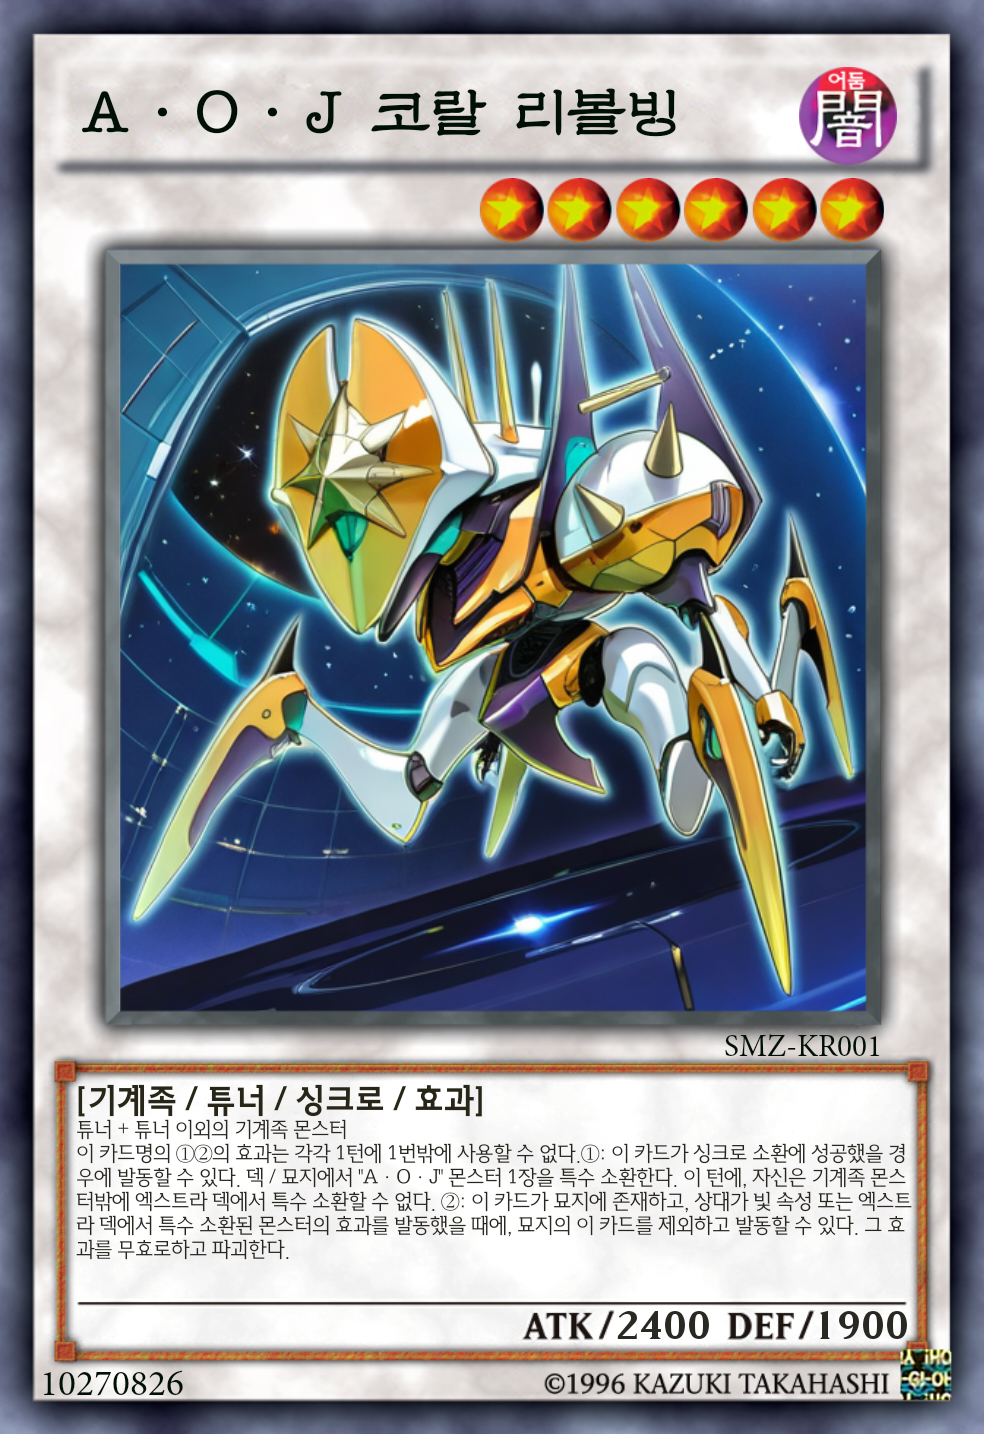 A · O · J 코랄 리볼빙
어둠
闇
SMZ-KR001
[기계족 / 튜너 / 싱크로 / 효과]
튜너 + 튜너 이외의 기계족 몬스터
이 카드명의 ①②의 효과는 각각 1턴에 1번밖에 사용할 수 없다.①: 이 카드가 싱크로 소환에 성공했을 경
우에 발동할 수 있다. 덱 / 묘지에서 "A · O · J" 몬스터 1장을 특수 소환한다. 이 턴에, 자신은 기계족 몬스
터밖에 엑스트라 덱에서 특수 소환할 수 없다. ②: 이 카드가 묘지에 존재하고, 상대가 빛 속성 또는 엑스트
라 덱에서 특수 소환된 몬스터의 효과를 발동했을 때에, 묘지의 이 카드를 제외하고 발동할 수 있다. 그 효
과를 무효로하고 파괴한다.
ATK/2400 DEF/1900
10270826
©1996 KAZUKI TAKAHASHI